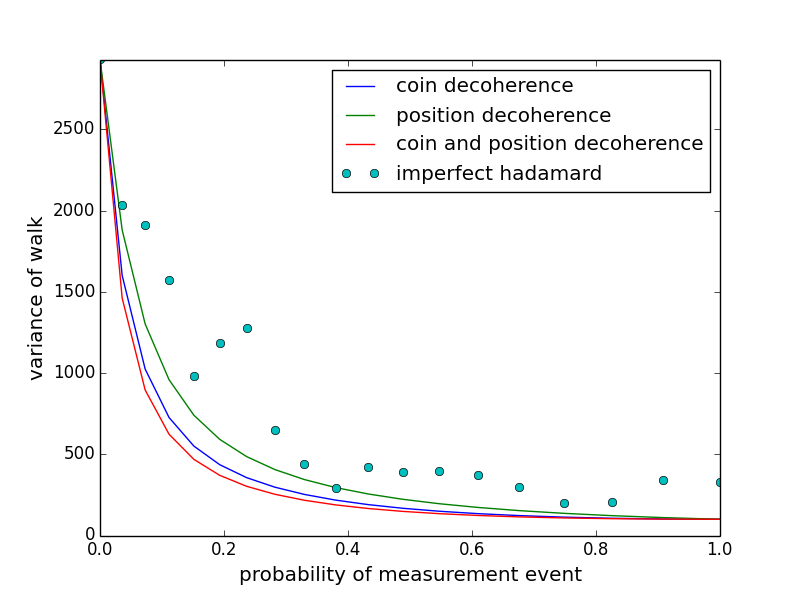 coin decoherence
position decoherence
coin and position decoherence
imperfect hadamard
variance of walk
2500
2000
1500
1000
500
0
0.0 0.2 0.4 0.6 0.8 1.0
probability of measurement event